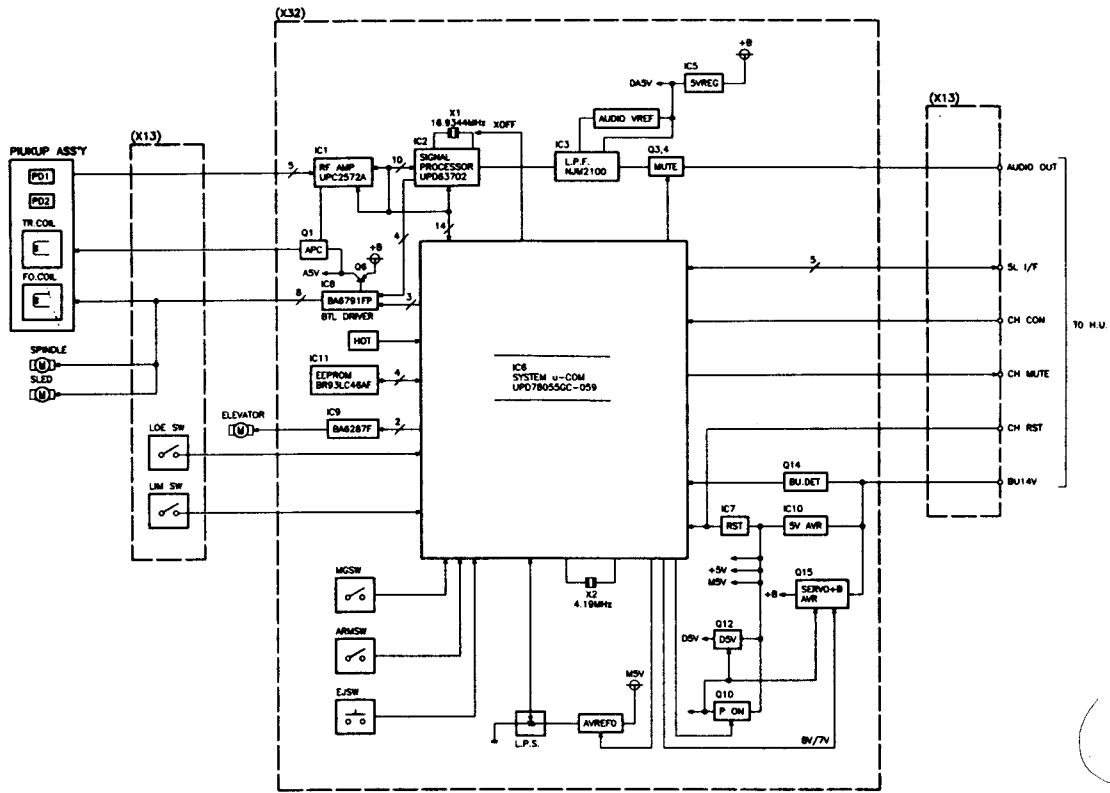 (X32)
+B
IC5
5VREG
DA5V
(X13)
(X13)
X1
16.9344MHz
XOFF
AUDIO VREF
PIUKUP ASS'Y
PD1
PD2
TR.COIL
FO.COIL
5
IC1
RF AMP
UPC2572A
10
IC2
SIGNAL
PROCESSOR
UPD63702
IC3
L.P.F.
NJM2100
Q3,4
MUTE
AUDIO OUT
14
4
Q1
APC
+B
Q6
A5V
IC8
8
BA6791FP
3
BTL DRIVER
5
5L I/F
CH CON
TO H.U.
HOT
SPINDLE
M
SLED
M
IC11
EEPROM
BR93LC46AF
4
IC6
SYSTEM u-COM
UPD78055GC-059
CH MUTE
ELEVATOR
M
IC9
BA6287F
2
LOE SW
CH RST
LIM SW
Q14
BU.DET
BU14V
IC7
RST
IC10
5V AVR
+5V
M5V
MGSW
X2
4.19MHz
Q15
+B
SERVO+B
AVR
ARMSW
Q12
D5V
D5V
EJSW
M5V
Q10
P ON
L.P.S.
AVREF0
8V/7V